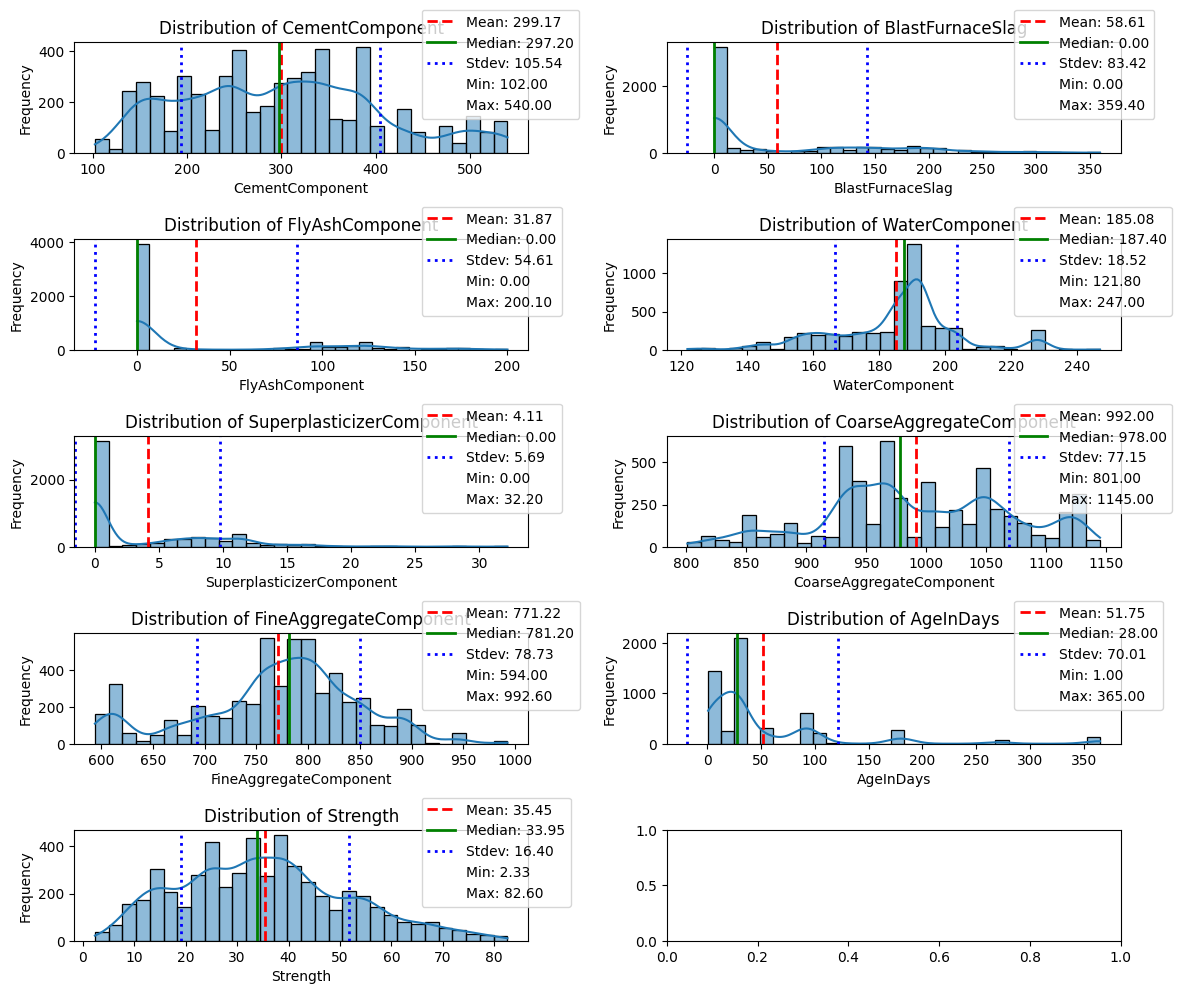 Distribution of CementComponent
Mean: 299.17
Median: 297.20
Stdev: 105.54
Min: 102.00
Max: 540.00
Frequency
400
200
0
100 200 300 400 500
CementComponent
Distribution of BlastFurnaceSlag
Mean: 58.61
Median: 0.00
Stdev: 83.42
Min: 0.00
Max: 359.40
Frequency
2000
0
0 50 100 150 200 250 300 350
BlastFurnaceSlag
Distribution of FlyAshComponent
Mean: 31.87
Median: 0.00
Stdev: 54.61
Min: 0.00
Max: 200.10
Frequency
4000
2000
0
0 50 100 150 200
FlyAshComponent
Distribution of WaterComponent
Mean: 185.08
Median: 187.40
Stdev: 18.52
Min: 121.80
Max: 247.00
Frequency
1000
500
0
120 140 160 180 200 220 240
WaterComponent
Distribution of SuperplasticizerComponent
Mean: 4.11
Median: 0.00
Stdev: 5.69
Min: 0.00
Max: 32.20
Frequency
2000
0
0 5 10 15 20 25 30
SuperplasticizerComponent
Distribution of CoarseAggregateComponent
Mean: 992.00
Median: 978.00
Stdev: 77.15
Min: 801.00
Max: 1145.00
Frequency
500
250
0
800 850 900 950 1000 1050 1100 1150
CoarseAggregateComponent
Distribution of FineAggregateComponent
Mean: 771.22
Median: 781.20
Stdev: 78.73
Min: 594.00
Max: 992.60
Frequency
400
200
0
600 650 700 750 800 850 900 950 1000
FineAggregateComponent
Distribution of AgeInDays
Mean: 51.75
Median: 28.00
Stdev: 70.01
Min: 1.00
Max: 365.00
Frequency
2000
1000
0
0 50 100 150 200 250 300 350
AgeInDays
Distribution of Strength
Mean: 35.45
Median: 33.95
Stdev: 16.40
Min: 2.33
Max: 82.60
Frequency
400
200
0
0 10 20 30 40 50 60 70 80
Strength
1.0
0.5
0.0
0.0 0.2 0.4 0.6 0.8 1.0